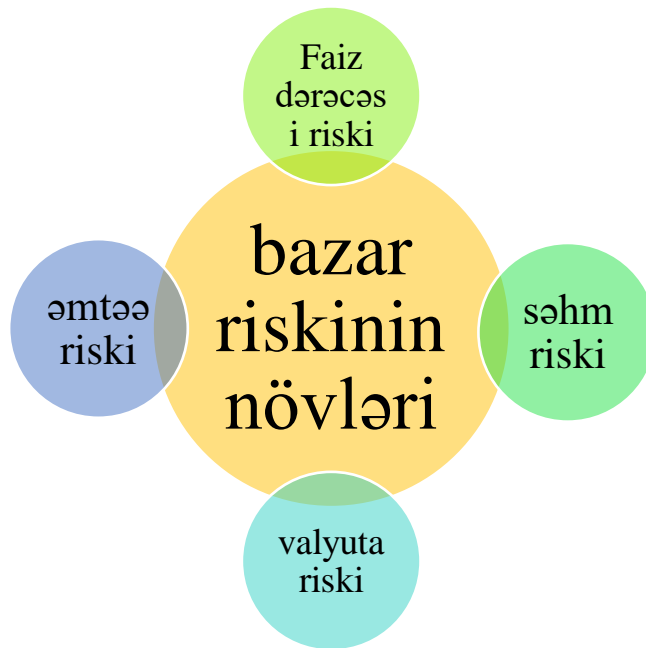 Faiz
dərəcəs
i riski
bazar
riskinin
növləri
əmtəə
riski
səhm
riski
valyuta
riski